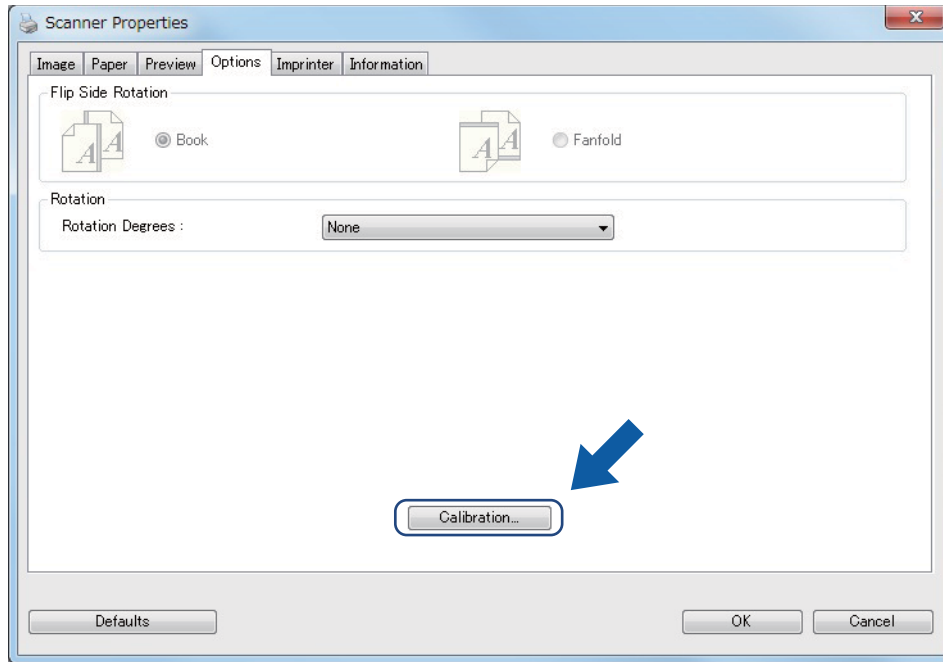 Scanner Properties
Image Paper Preview Options Imprinter Information
Flip Side Rotation
A A Book A A Fanfold
Rotation
Rotation Degrees : None
Calibration...
Defaults OK Cancel